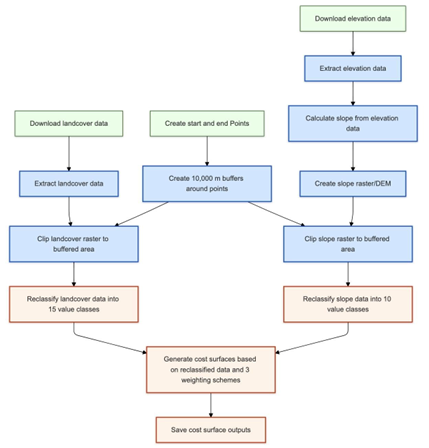 Download elevation data
Extract elevation data
Calculate slope from elevation
data
Download landcover data
Create start and end Points
Extract landcover data
Create 10,000 m buffers
around points
Create slope raster/DEM
Clip landcover raster to
buffered area
Clip slope raster to buffered
area
Reclassify landcover data into
15 value classes
Reclassify slope data into 10
value classes
Generate cost surfaces based
on reclassified data and 3
weighting schemes
Save cost surface outputs